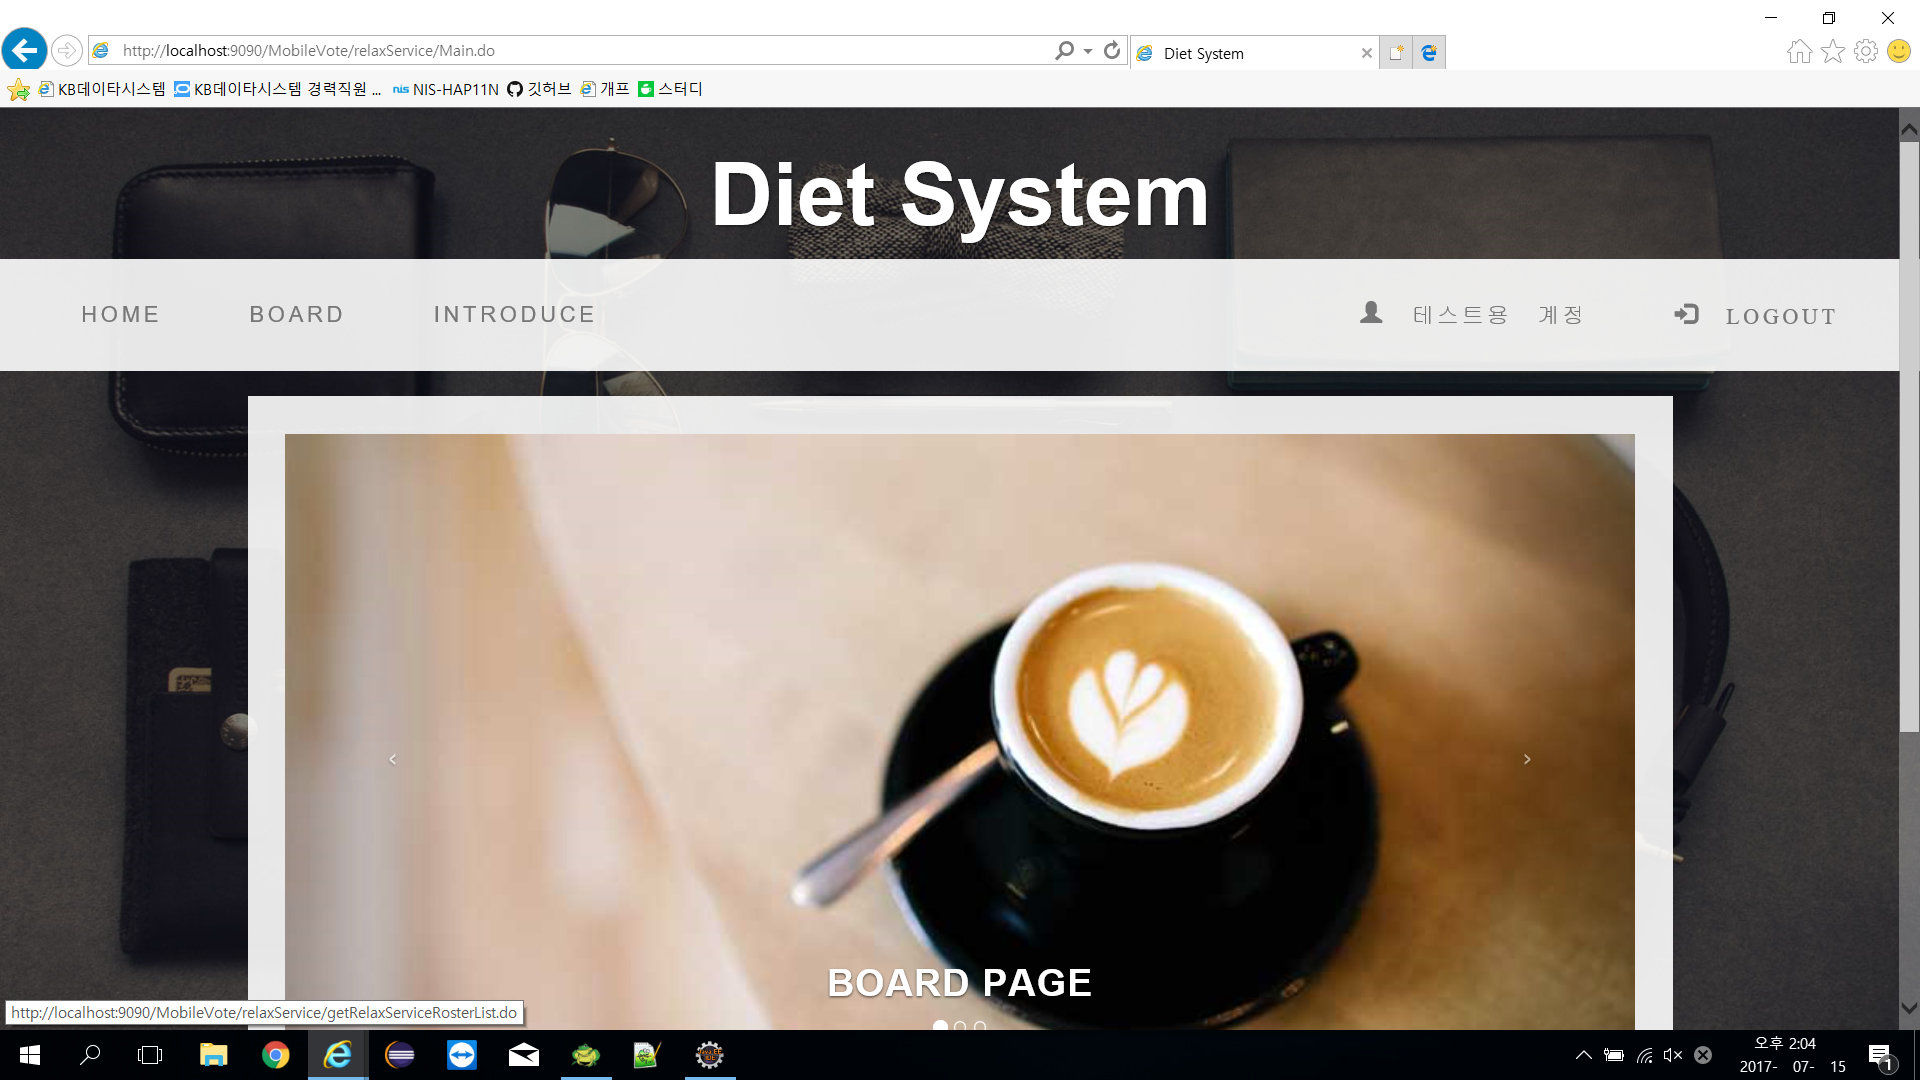 http://localhost:9090/MobileVote/relaxService/Main.do
Diet System
KB데이타시스템
KB데이타시스템 경력직원 ...
nis NIS-HAP11N
깃허브
개프
스터디
Diet System
HOME
BOARD
INTRODUCE
테스트용 계정
LOGOUT
BOARD PAGE
http://localhost:9090/MobileVote/relaxService/getRelaxServiceRosterList.do
오후 2:04
2017- 07- 15
1